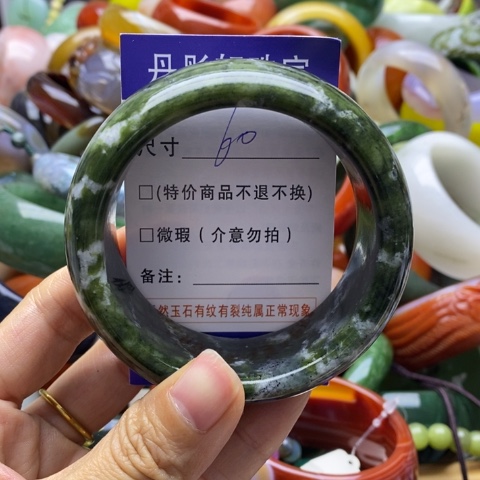 尺寸 60
□(特价商品不退不换)
□微瑕(介意勿拍)
备注:
然玉石有纹有裂纯属正常现象